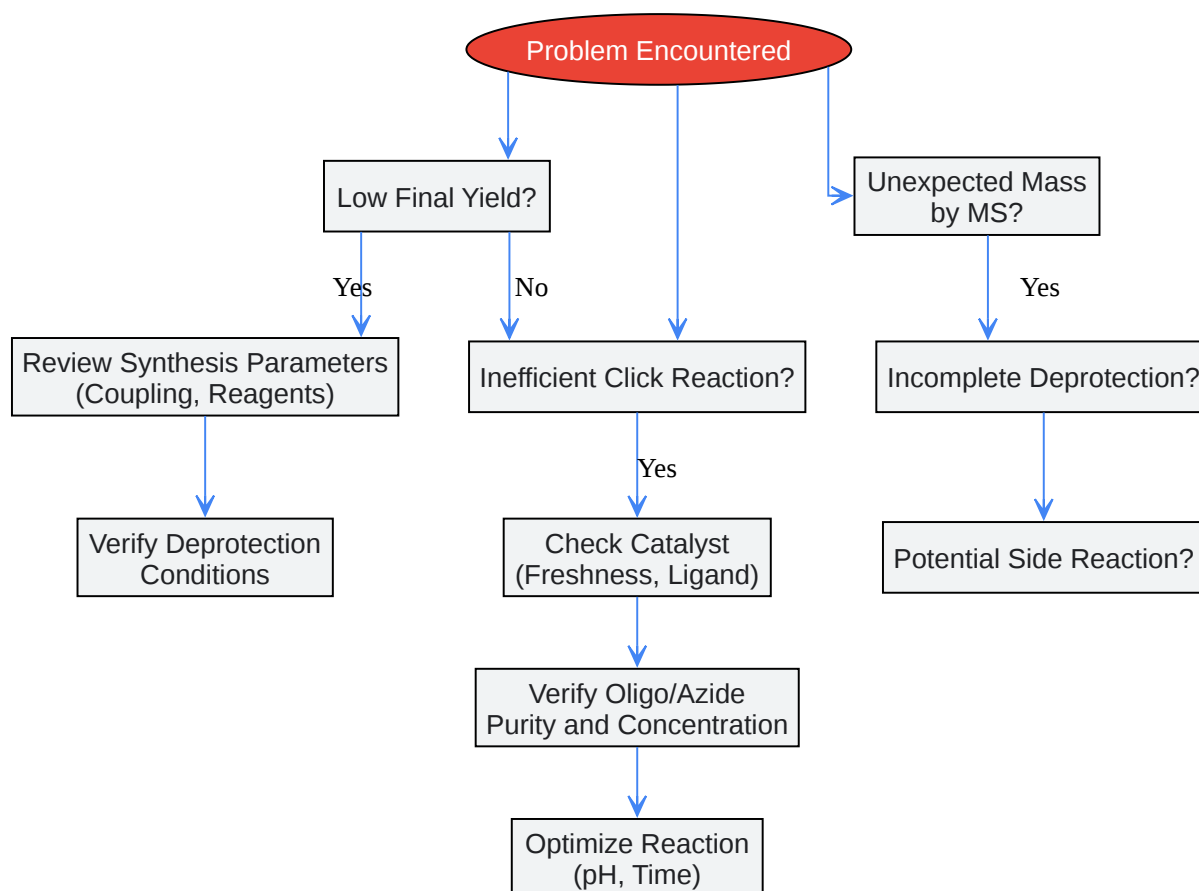 Problem Encountered
Low Final Yield?
Unexpected Mass
by MS?
Yes
No
Yes
Review Synthesis Parameters
(Coupling, Reagents)
Inefficient Click Reaction?
Incomplete Deprotection?
Yes
Verify Deprotection
Conditions
Check Catalyst
(Freshness, Ligand)
Potential Side Reaction?
Verify Oligo/Azide
Purity and Concentration
Optimize Reaction
(pH, Time)